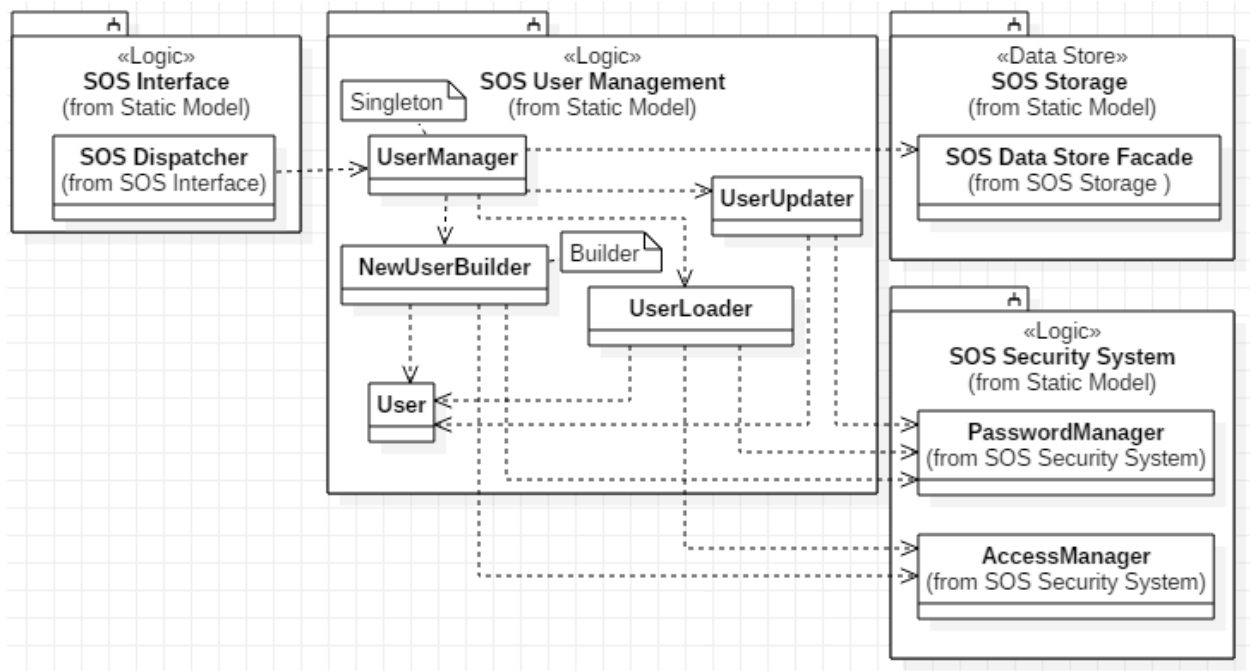 «Logic»
SOS Interface
(from Static Model)
SOS Dispatcher
(from SOS Interface)
«Logic»
SOS User Management
(from Static Model)
Singleton
UserManager
UserUpdater
NewUserBuilder
Builder
UserLoader
User
«Data Store»
SOS Storage
(from Static Model)
SOS Data Store Facade
(from SOS Storage )
«Logic»
SOS Security System
(from Static Model)
PasswordManager
(from SOS Security System)
AccessManager
(from SOS Security System)